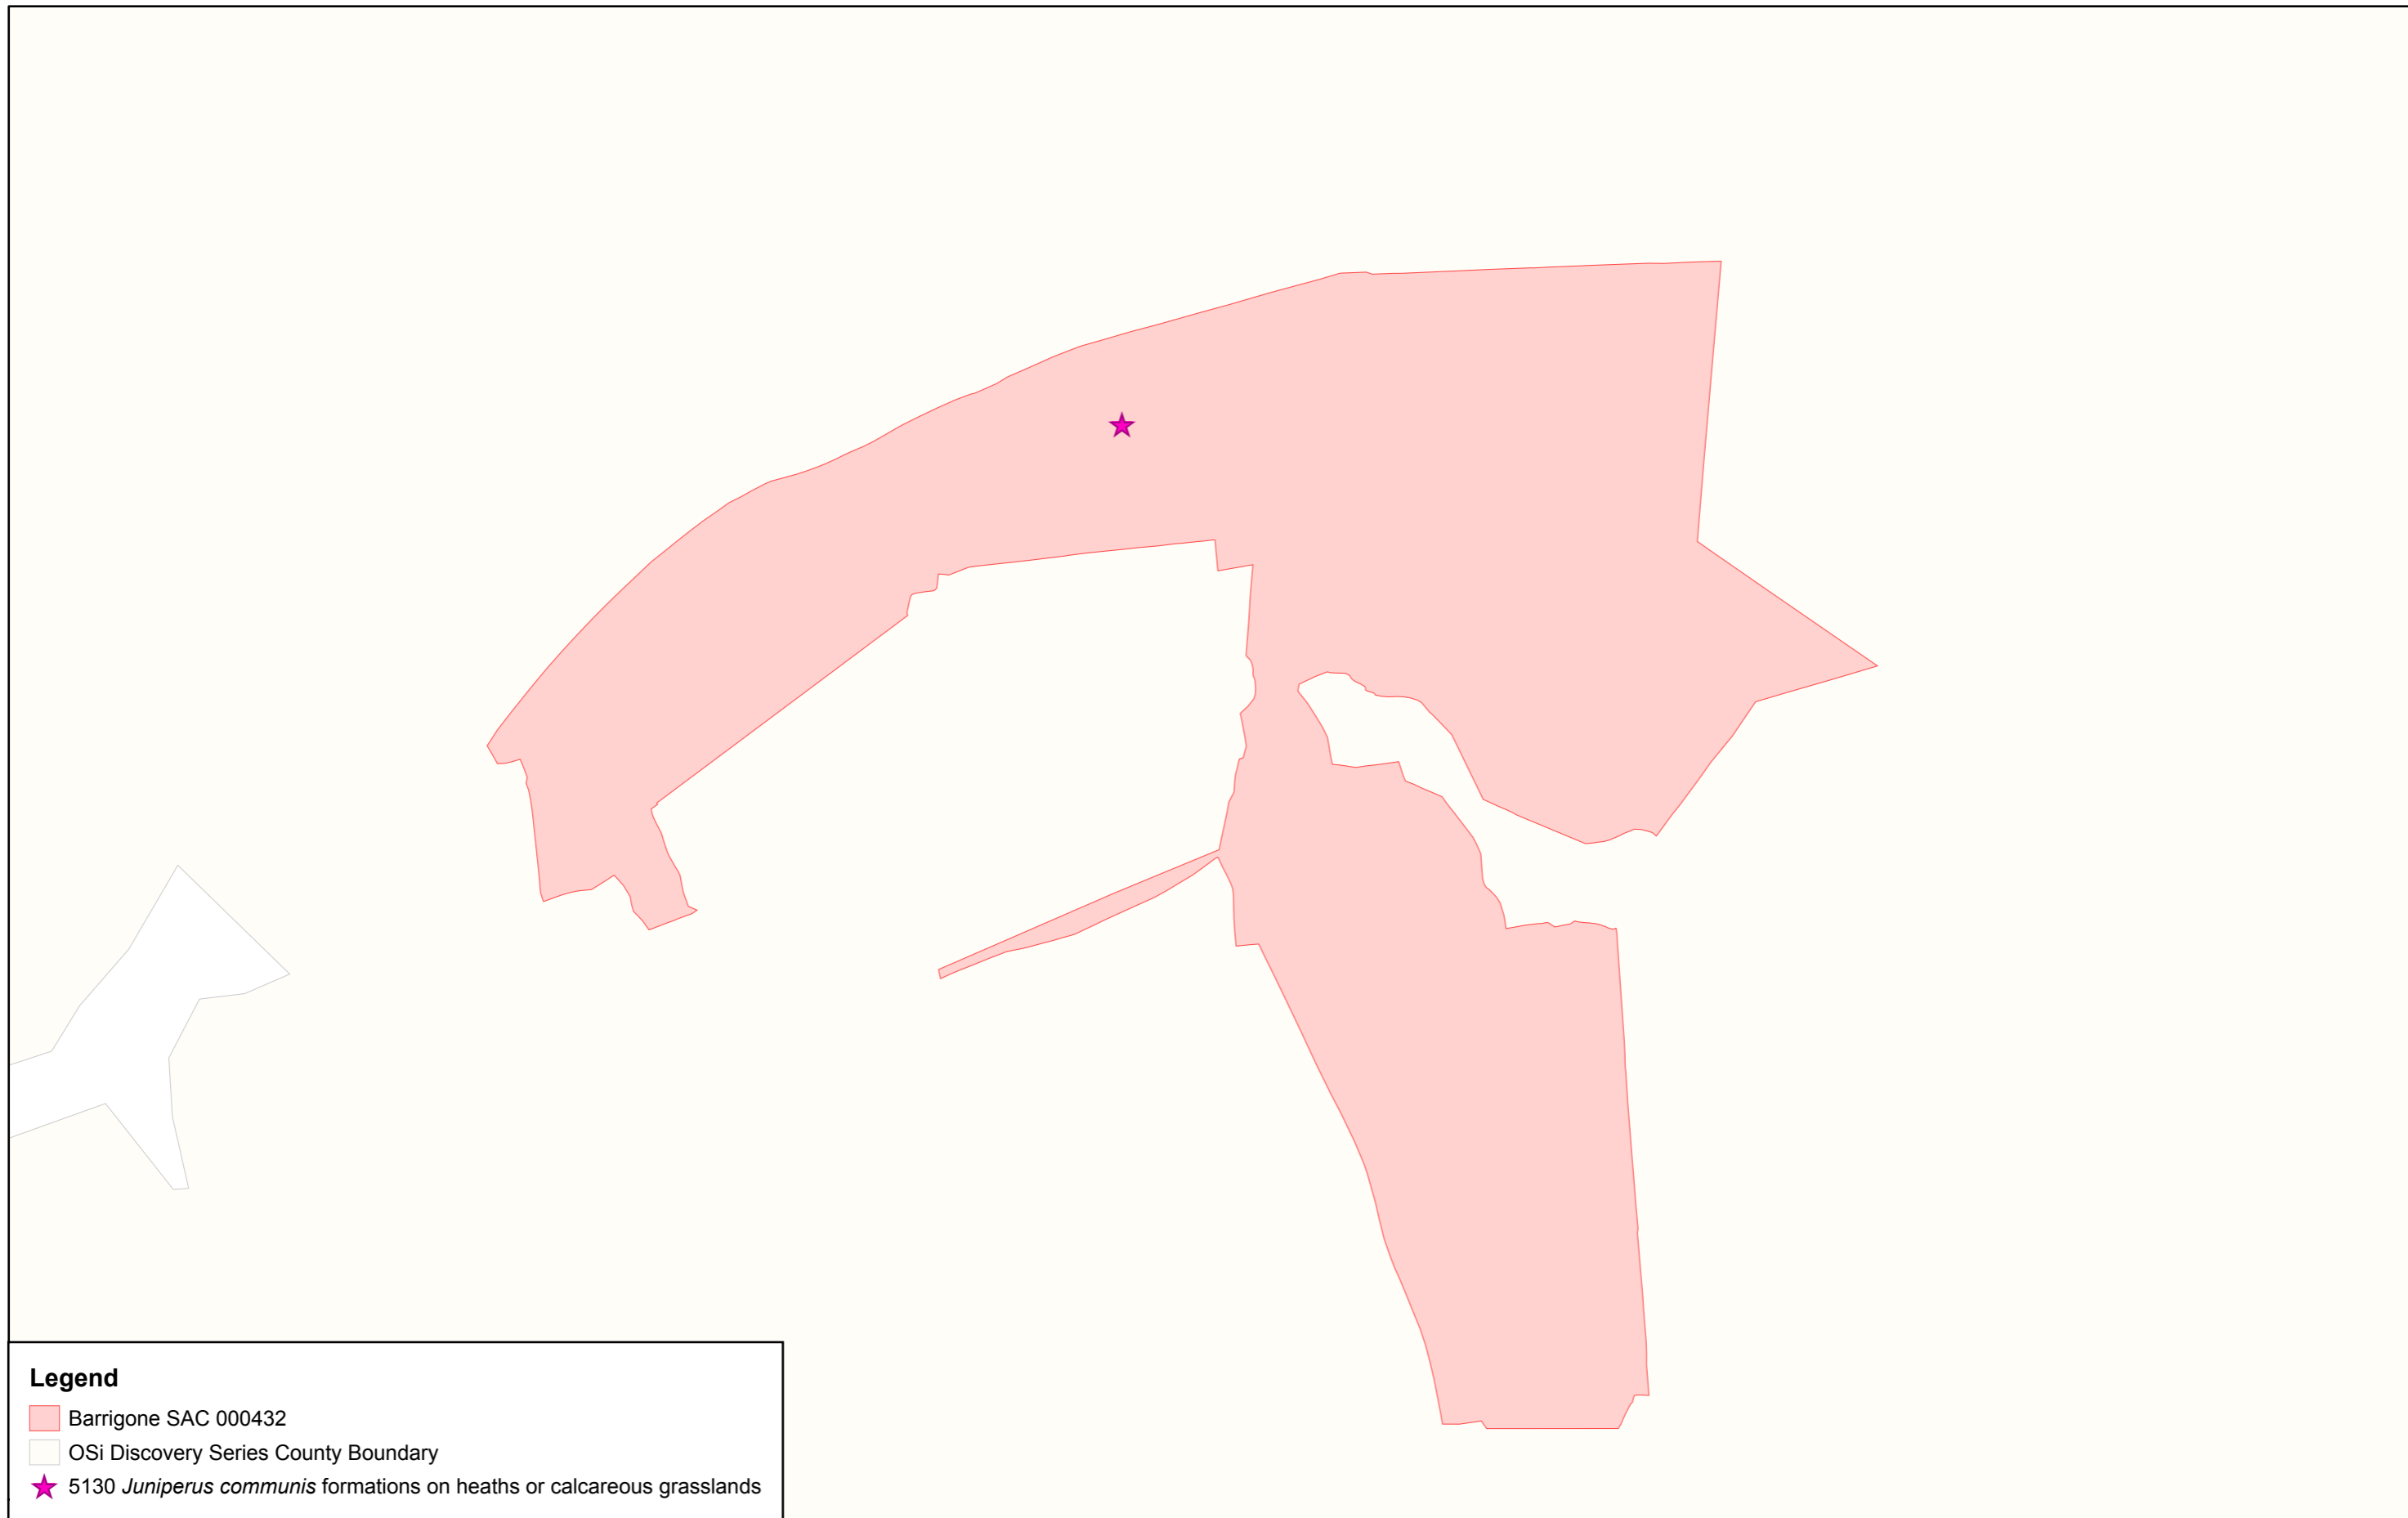 Legend
Barrigone SAC 000432
OSi Discovery Series County Boundary
5130 Juniperus communis formations on heaths or calcareous grasslands